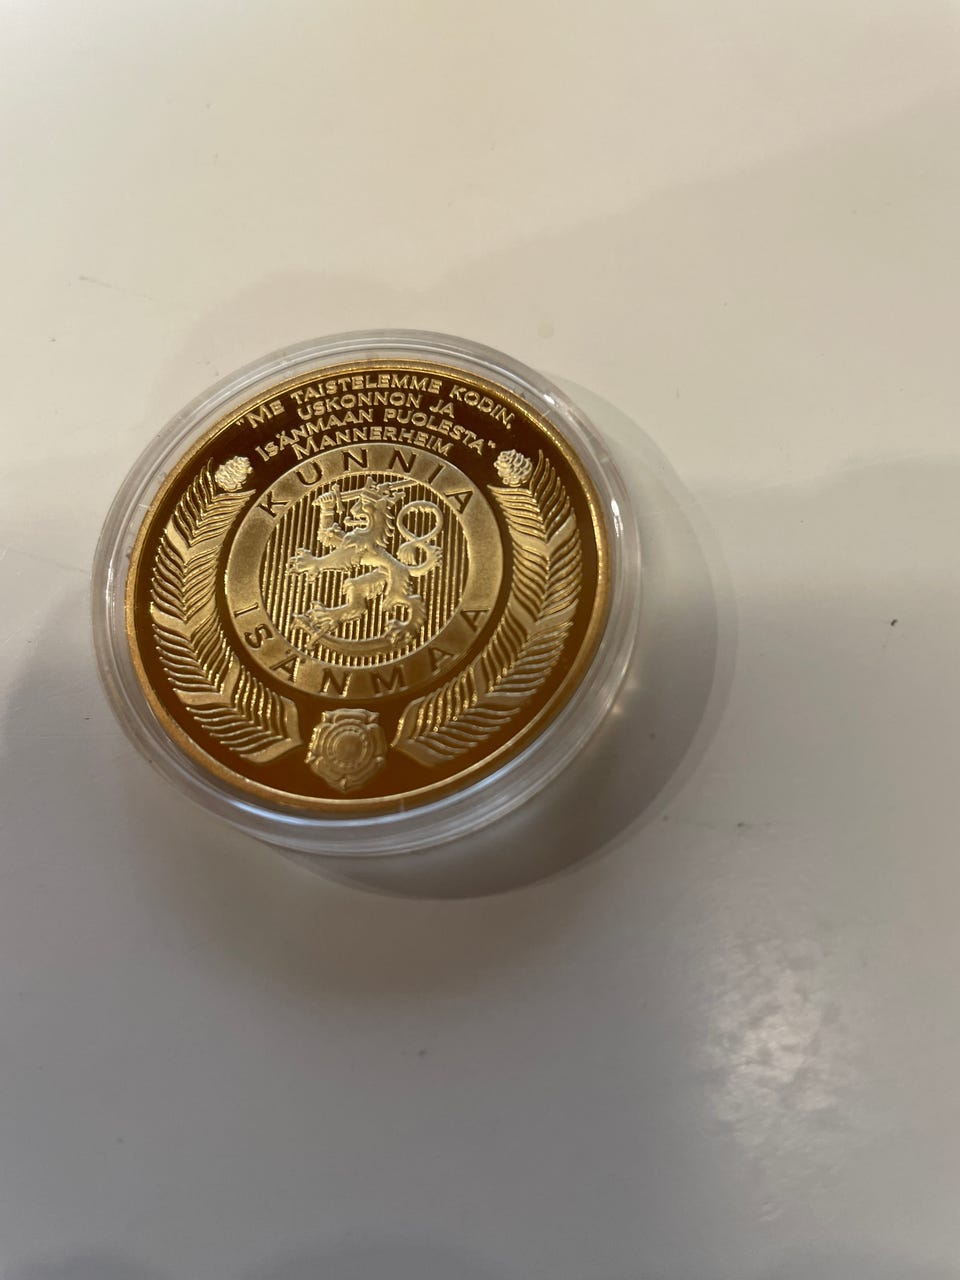 "ME TAISTELEMME KODIN,
USKONNON JA
ISÄNMAAN PUOLESTA"
MANNERHEIM
KUNNIA
ISÄNMAA